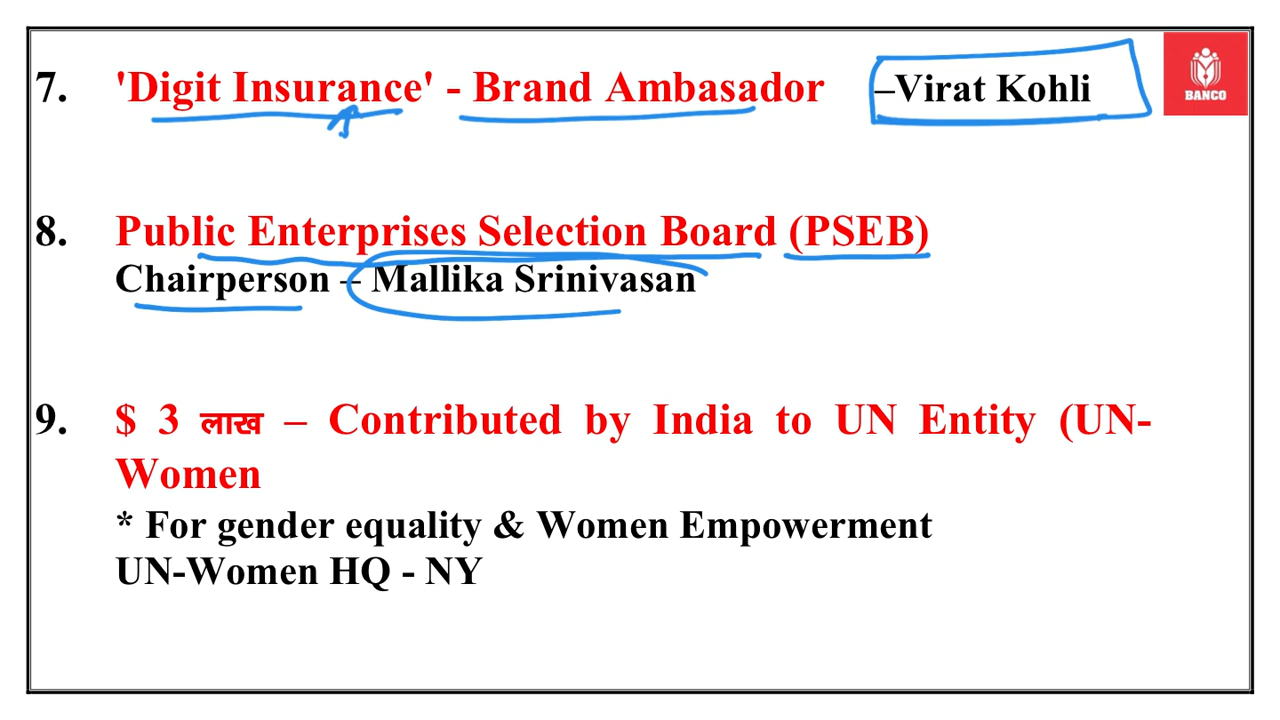 7. 'Digit Insurance' - Brand Ambasador –Virat Kohli
BANCO
8. Public Enterprises Selection Board (PSEB)
Chairperson – Mallika Srinivasan
9. $ 3 लाख – Contributed by India to UN Entity (UN-
Women
* For gender equality & Women Empowerment
UN-Women HQ - NY